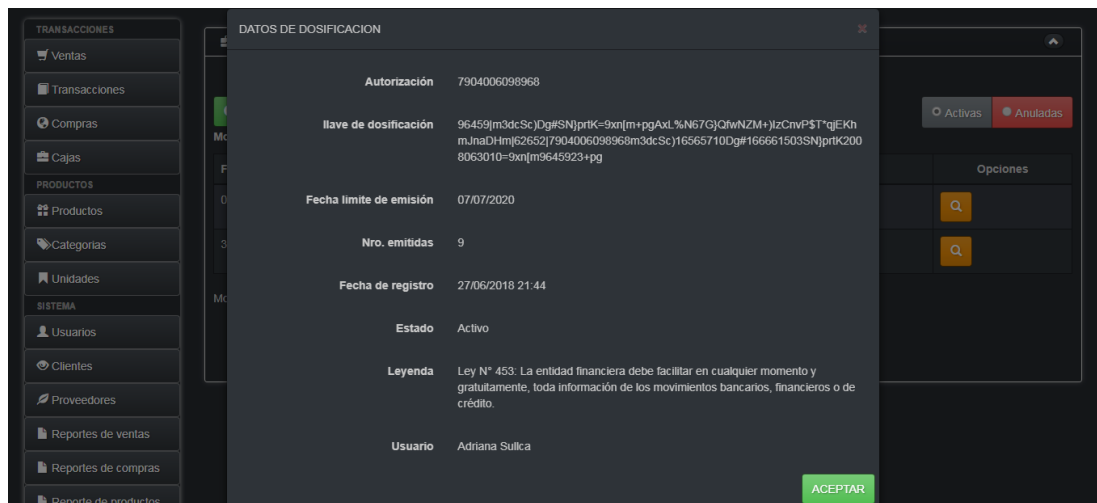 TRANSACCIONES
Ventas
Transacciones
Compras
Cajas
PRODUCTOS
Productos
Categorias
Unidades
SISTEMA
Usuarios
Clientes
Proveedores
Reportes de ventas
Reportes de compras
Reporte de productos
DATOS DE DOSIFICACION
Autorización 7904006098968
llave de dosificación 96459|m3dcSc)Dg#SN}prtK=9xn[m+pgAxL%N67G}QfwNZM+)IzCnvP$T*qjEKh
mJnaDHm|62652|7904006098968m3dcSc)16565710Dg#166661503SN}prtK200
8063010=9xn[m9645923+pg
Fecha limite de emisión 07/07/2020
Nro. emitidas 9
Fecha de registro 27/06/2018 21:44
Estado Activo
Leyenda Ley N° 453: La entidad financiera debe facilitar en cualquier momento y
gratuitamente, toda información de los movimientos bancarios, financieros o de
crédito.
Usuario Adriana Sullca
ACEPTAR
Activas Anuladas
Opciones